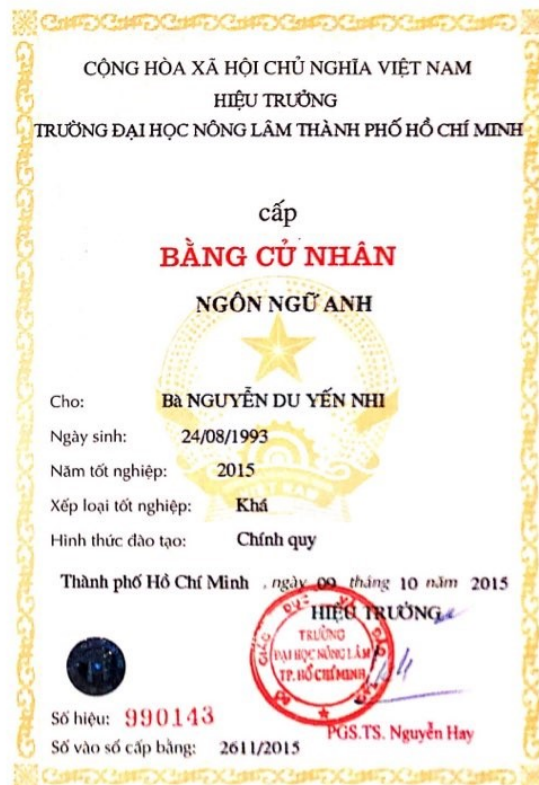 CỘNG HÒA XÃ HỘI CHỦ NGHĨA VIỆT NAM
HIỆU TRƯỞNG
TRƯỜNG ĐẠI HỌC NÔNG LÂM THÀNH PHỐ HỒ CHÍ MINH
cấp
BẰNG CỬ NHÂN
NGÔN NGỮ ANH
Cho: Bà NGUYỄN DU YẾN NHI
Ngày sinh: 24/08/1993
Năm tốt nghiệp: 2015
Xếp loại tốt nghiệp: Khá
Hình thức đào tạo: Chính quy
Thành phố Hồ Chí Minh , ngày 09 tháng 10 năm 2015
HIỆU TRƯỞNG
GIÁO DỤC VÀ ĐÀO
TRƯỜNG
ĐẠI HỌC NÔNG LÂM
TP. HỒ CHÍ MINH
PGS.TS. Nguyễn Hay
Số hiệu: 990143
Số vào sổ cấp bằng: 2611/2015